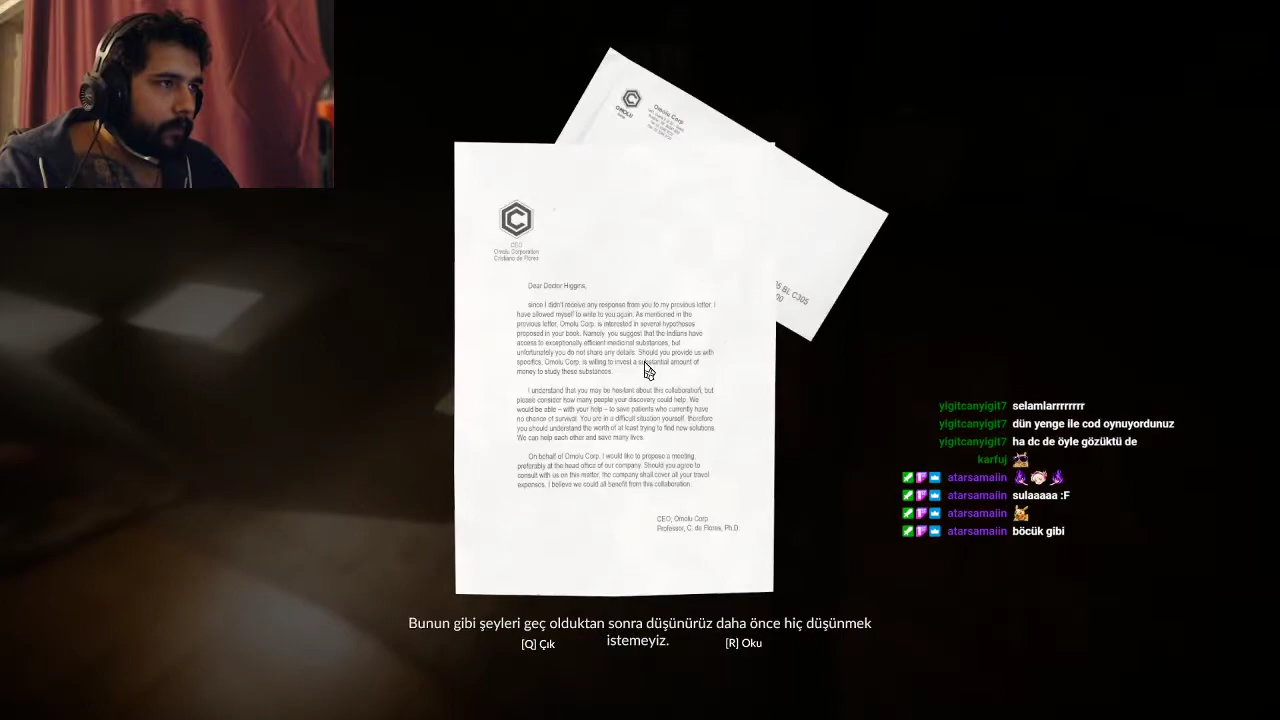 OMOLU
Omolu Corp
CEO
Omolu Corporation
Cristiano de Flores
Dear Doctor Higgins,
since I didn't receive any response from you to my previous letter, I
have allowed myself to write to you again. As mentioned in the
previous letter, Omolu Corp. is interested in several hypotheses
proposed in your book. Namely, you suggest that the Indians have
access to exceptionally efficient medicinal substances, but
unfortunately you do not share any details. Should you provide us with
specifics, Omolu Corp. is willing to invest a substantial amount of
money to study these substances.
I understand that you may be hesitant about this collaboration, but
please consider how many people your discovery could help. We
would be able – with your help – to save patients who currently have
no chance of survival. You are in a difficult situation yourself, therefore
you should understand the worth of at least trying to find new solutions.
We can help each other and save many lives.
On behalf of Omolu Corp. I would like to propose a meeting,
preferably at the head office of our company. Should you agree to
consult with us on this matter, the company shall cover all your travel
expenses. I believe we could all benefit from this collaboration.
CEO, Omolu Corp
Professor, C. de Flores, Ph.D.
BL C305
00
yigitcanyigit7 selamlarrrrrrrr
yigitcanyigit7 dün yenge ile cod oynuyordunuz
yigitcanyigit7 ha dc de öyle gözüktü de
karfuj
atarsamaiin
atarsamaiin sulaaaaa :F
atarsamaiin
atarsamaiin böcük gibi
Bunun gibi şeyleri geç olduktan sonra düşünürüz daha önce hiç düşünmek
istemeyiz.
[Q] Çık
[R] Oku